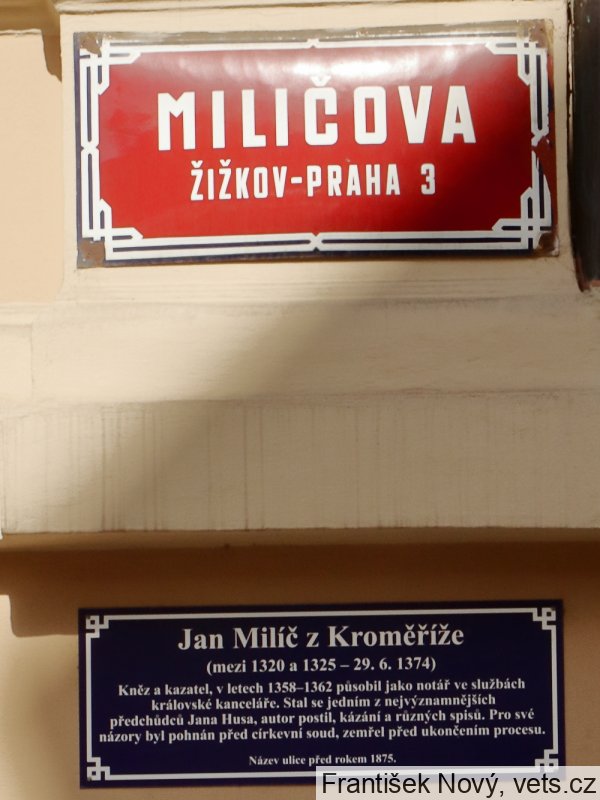 MILIČOVA
ŽIŽKOV-PRAHA 3
Jan Milíč z Kroměříže
(mezi 1320 a 1325 – 29. 6. 1374)
Kněz a kazatel, v letech 1358–1362 působil jako notář ve službách
královské kanceláře. Stal se jedním z nejvýznamnějších
předchůdců Jana Husa, autor postil, kázání a různých spisů. Pro své
názory byl pohnán před církevní soud, zemřel před ukončením procesu.
Název ulice před rokem 1875.
František Nový, vets.cz